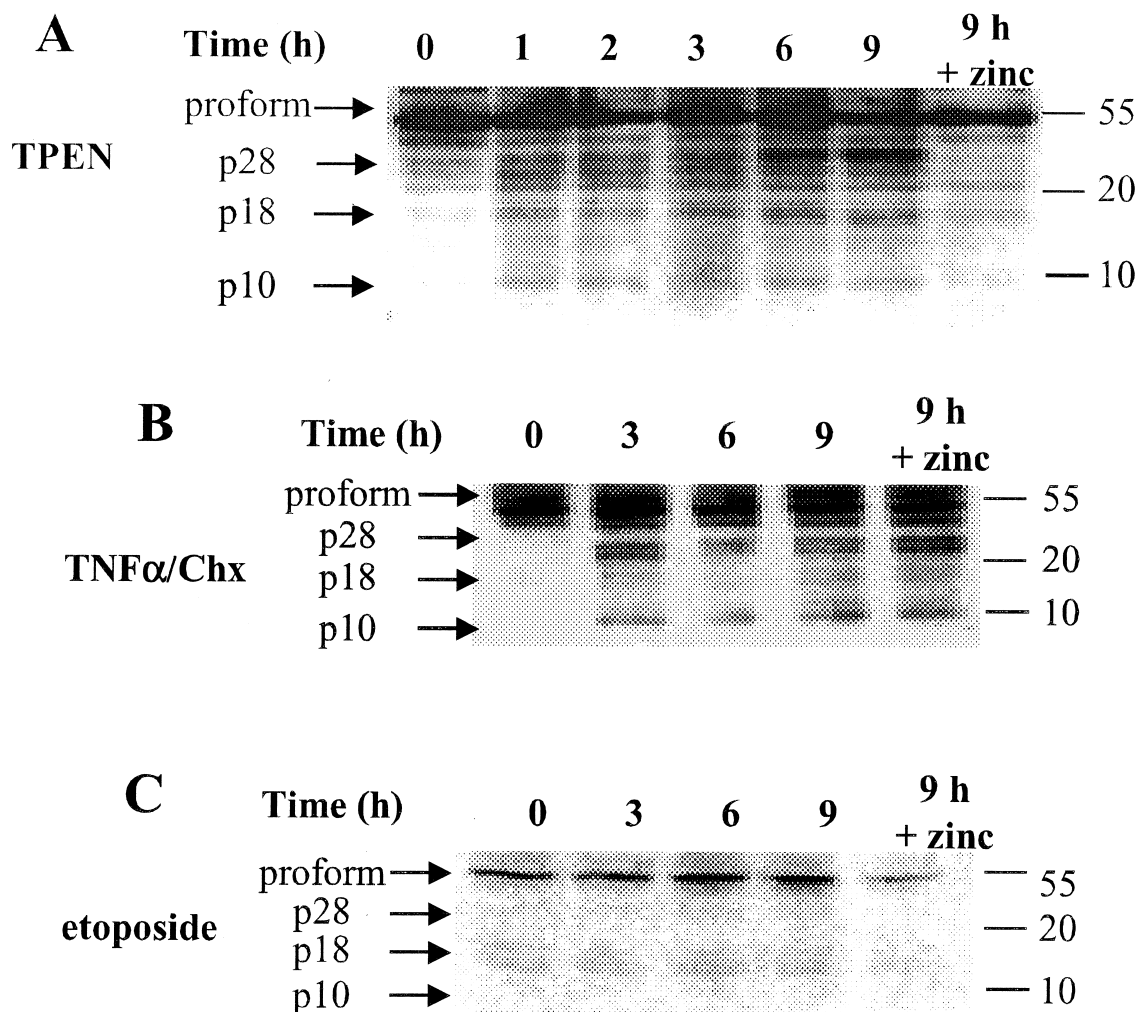 A
Time (h) 0 1 2 3 6 9 9 h + zinc
proform 55
TPEN
p28
20
p18
p10 10
B
Time (h) 0 3 6 9 9 h + zinc
proform 55
p28
TNFα/Chx 20
p18
p10 10
C
Time (h) 0 3 6 9 9 h + zinc
proform 55
p28 20
etoposide
p18
p10 10